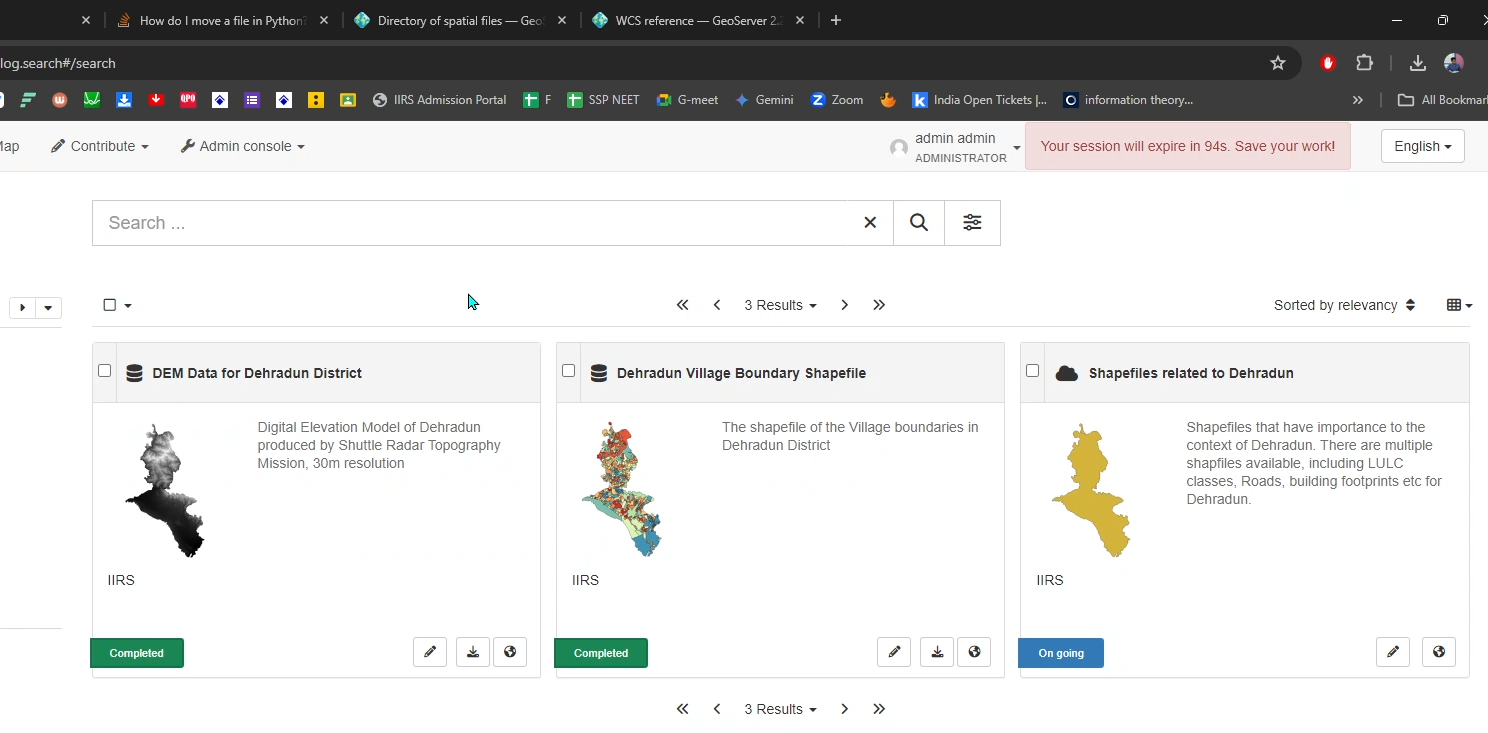 How do I move a file in Python
Directory of spatial files — Geo
WCS reference — GeoServer 2.
log.search#/search
IIRS Admission Portal
F
SSP NEET
G-meet
Gemini
Zoom
India Open Tickets |...
information theory...
All Bookmar
Map
Contribute
Admin console
admin admin
ADMINISTRATOR
Your session will expire in 94s. Save your work!
English
Search ...
3 Results
Sorted by relevancy
DEM Data for Dehradun District
Digital Elevation Model of Dehradun
produced by Shuttle Radar Topography
Mission, 30m resolution
IIRS
Completed
Dehradun Village Boundary Shapefile
The shapefile of the Village boundaries in
Dehradun District
IIRS
Completed
Shapefiles related to Dehradun
Shapefiles that have importance to the
context of Dehradun. There are multiple
shapfiles available, including LULC
classes, Roads, building footprints etc for
Dehradun.
IIRS
On going
3 Results